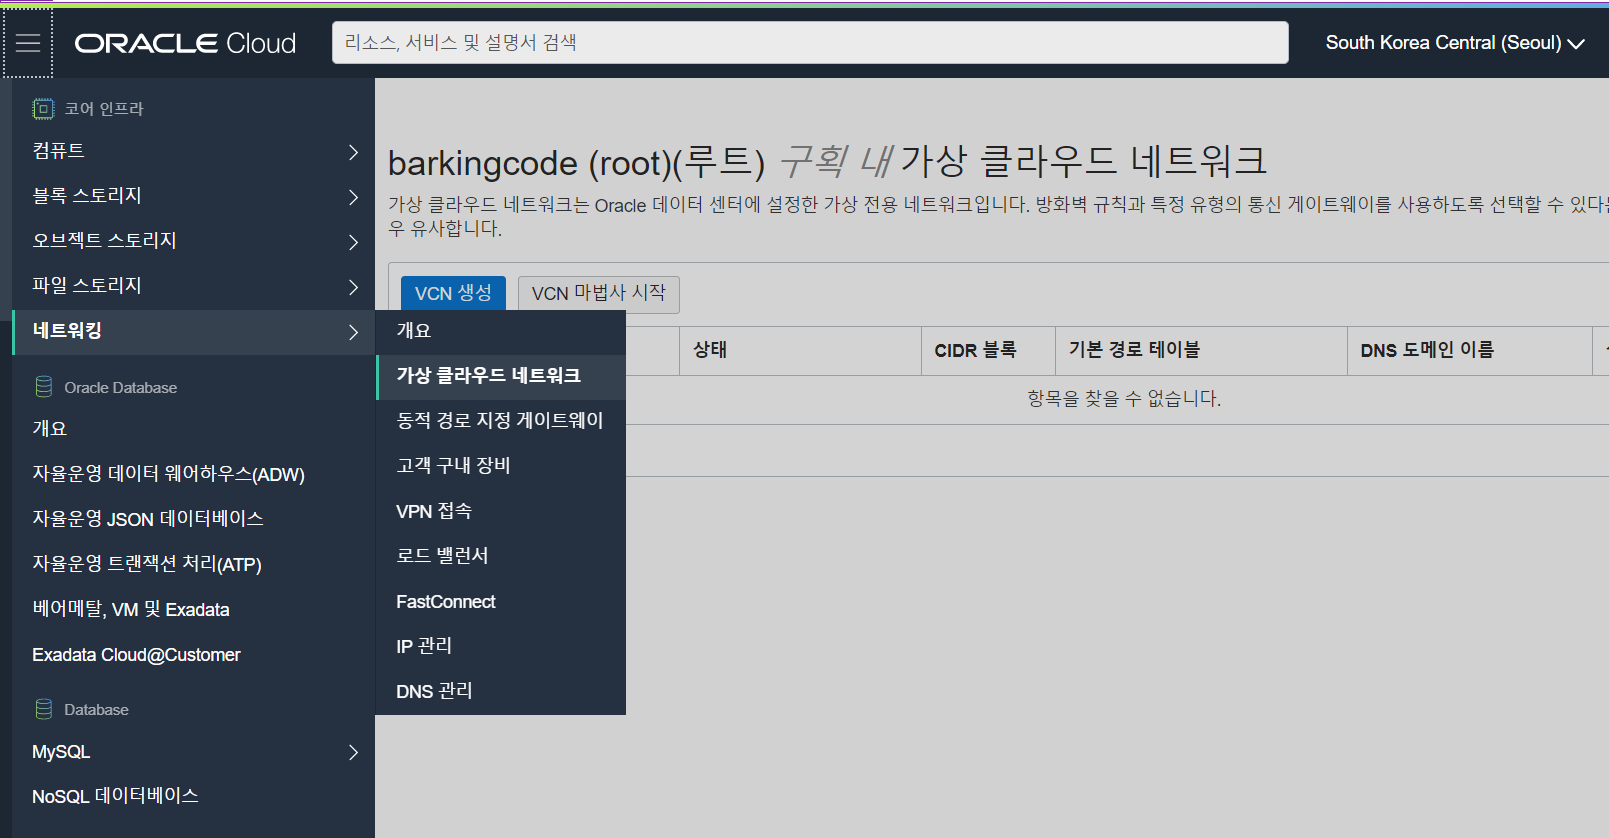 ORACLE Cloud
리소스, 서비스 및 설명서 검색
South Korea Central (Seoul)
코어 인프라
컴퓨트
블록 스토리지
오브젝트 스토리지
파일 스토리지
네트워킹
Oracle Database
개요
자율운영 데이터 웨어하우스(ADW)
자율운영 JSON 데이터베이스
자율운영 트랜잭션 처리(ATP)
베어메탈, VM 및 Exadata
Exadata Cloud@Customer
Database
MySQL
NoSQL 데이터베이스
개요
가상 클라우드 네트워크
동적 경로 지정 게이트웨이
고객 구내 장비
VPN 접속
로드 밸런서
FastConnect
IP 관리
DNS 관리
barkingcode (root)(루트) 구획 내 가상 클라우드 네트워크
가상 클라우드 네트워크는 Oracle 데이터 센터에 설정한 가상 전용 네트워크입니다. 방화벽 규칙과 특정 유형의 통신 게이트웨이를 사용하도록 선택할 수
우 유사합니다.
VCN 생성
VCN 마법사 시작
상태
CIDR 블록
기본 경로 테이블
DNS 도메인 이름
항목을 찾을 수 없습니다.